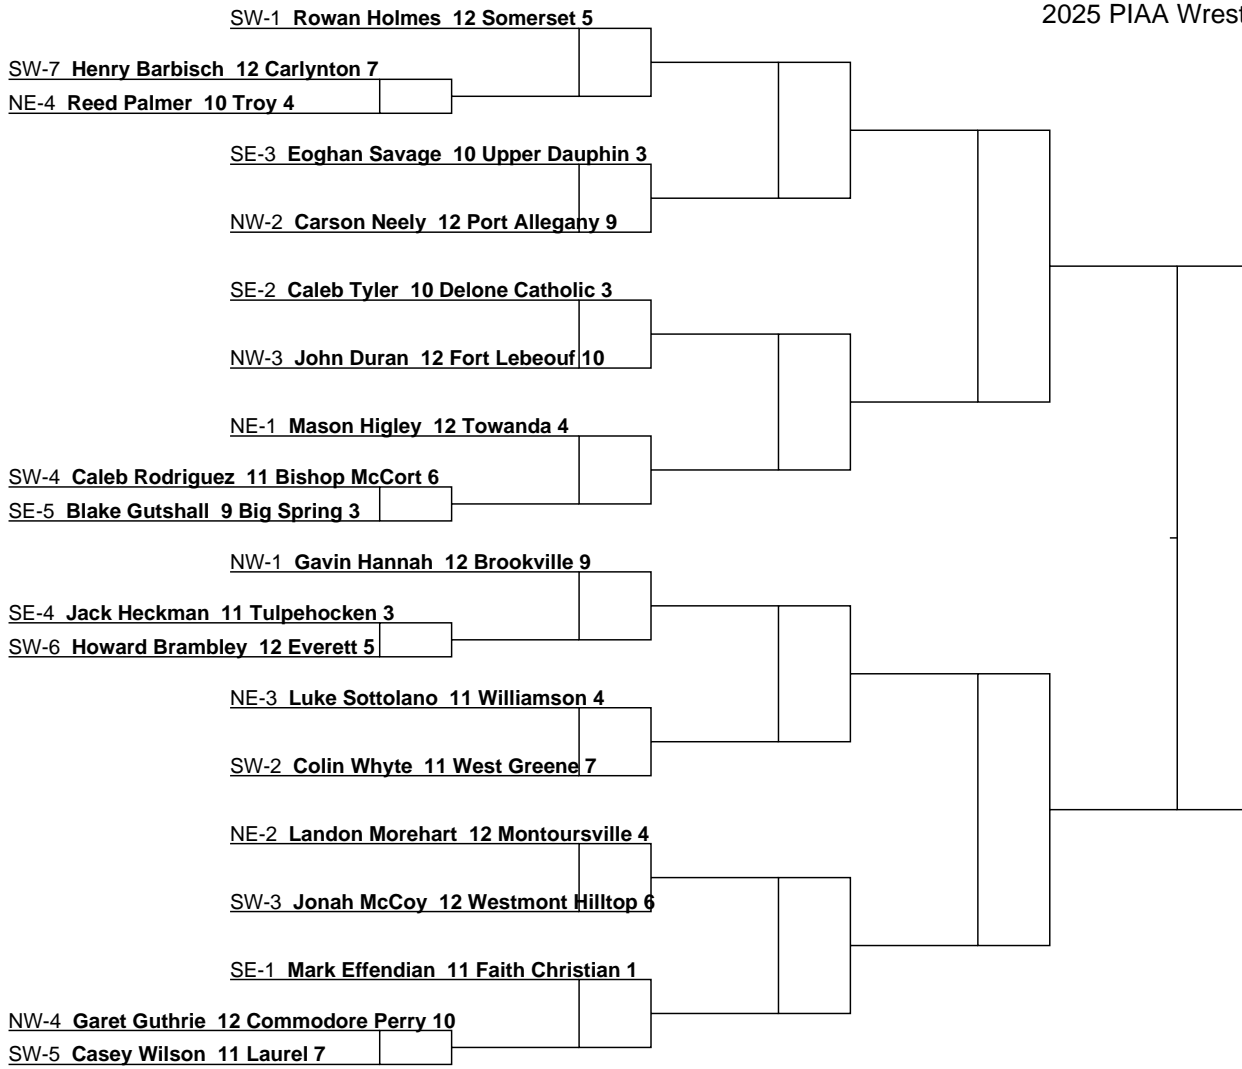 SW-1 Rowan Holmes 12 Somerset 5
2025 PIAA Wrest
SW-7 Henry Barbisch 12 Carlynton 7
NE-4 Reed Palmer 10 Troy 4
SE-3 Eoghan Savage 10 Upper Dauphin 3
NW-2 Carson Neely 12 Port Allegany 9
SE-2 Caleb Tyler 10 Delone Catholic 3
NW-3 John Duran 12 Fort Lebeouf 10
NE-1 Mason Higley 12 Towanda 4
SW-4 Caleb Rodriguez 11 Bishop McCort 6
SE-5 Blake Gutshall 9 Big Spring 3
NW-1 Gavin Hannah 12 Brookville 9
SE-4 Jack Heckman 11 Tulpehocken 3
SW-6 Howard Brambley 12 Everett 5
NE-3 Luke Sottolano 11 Williamson 4
SW-2 Colin Whyte 11 West Greene 7
NE-2 Landon Morehart 12 Montoursville 4
SW-3 Jonah McCoy 12 Westmont Hilltop 6
SE-1 Mark Effendian 11 Faith Christian 1
NW-4 Garet Guthrie 12 Commodore Perry 10
SW-5 Casey Wilson 11 Laurel 7